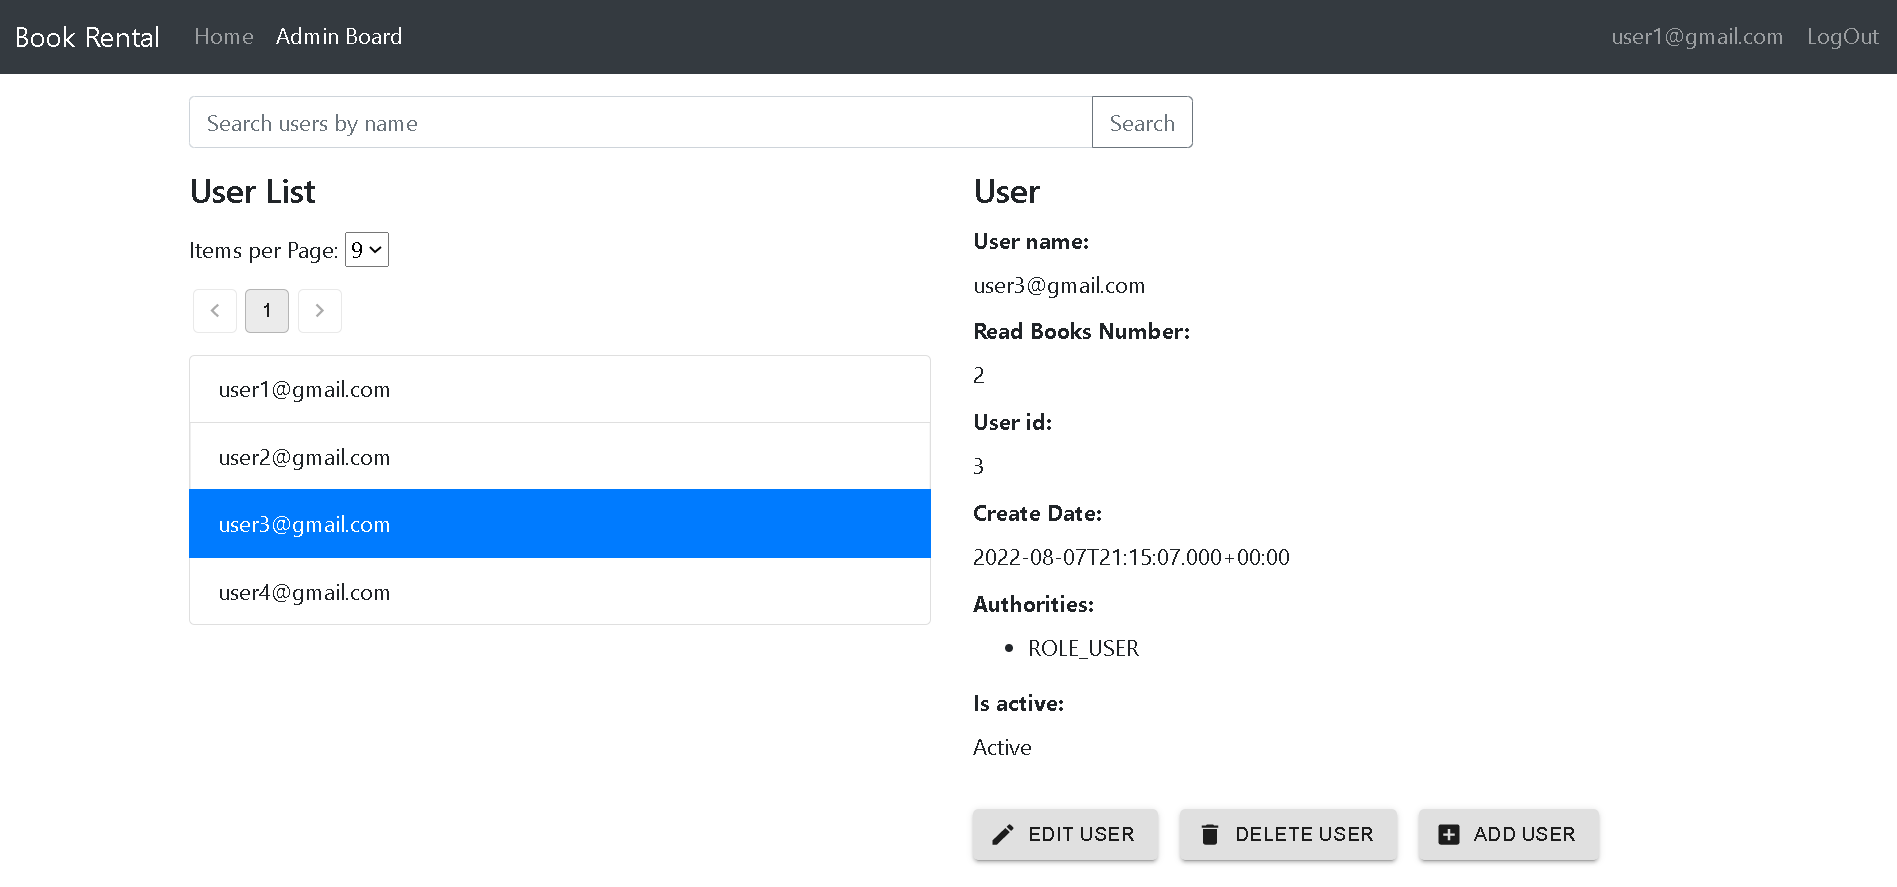 Book Rental Home Admin Board user1@gmail.com LogOut
Search users by name Search
User List
Items per Page: 9
1
user1@gmail.com
user2@gmail.com
user3@gmail.com
user4@gmail.com
User
User name:
user3@gmail.com
Read Books Number:
2
User id:
3
Create Date:
2022-08-07T21:15:07.000+00:00
Authorities:
• ROLE_USER
Is active:
Active
EDIT USER DELETE USER ADD USER